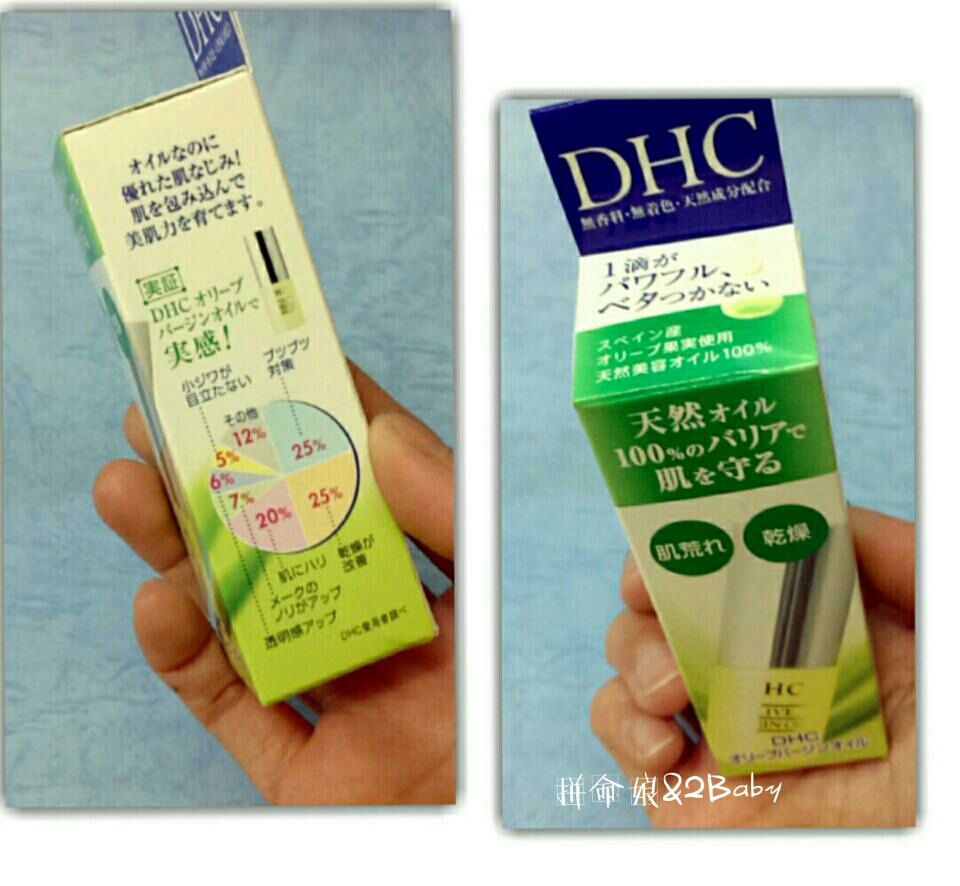 DHC
オイルなのに
優れた肌なじみ!
肌を包み込んで
美肌力を育てます。
実証
DHC オリーブ
バージンオイルで
実感!
小ジワが
目立たない
ブツブツ
対策
その他
12%
25%
5%
6%
7%
20%
25%
肌にハリ
乾燥が
改善
メークの
ノリがアップ
透明感アップ
DHC愛用者調べ
DHC
無香料・無着色・天然成分配合
1滴が
パワフル、
ベタつかない
スペイン産
オリーブ果実使用
天然美容オイル100%
天然オイル
100%のバリアで
肌を守る
肌荒れ
乾燥
HC
IVE
GIN O
DHC
オリーブバージンオイル
拼命娘&2Baby